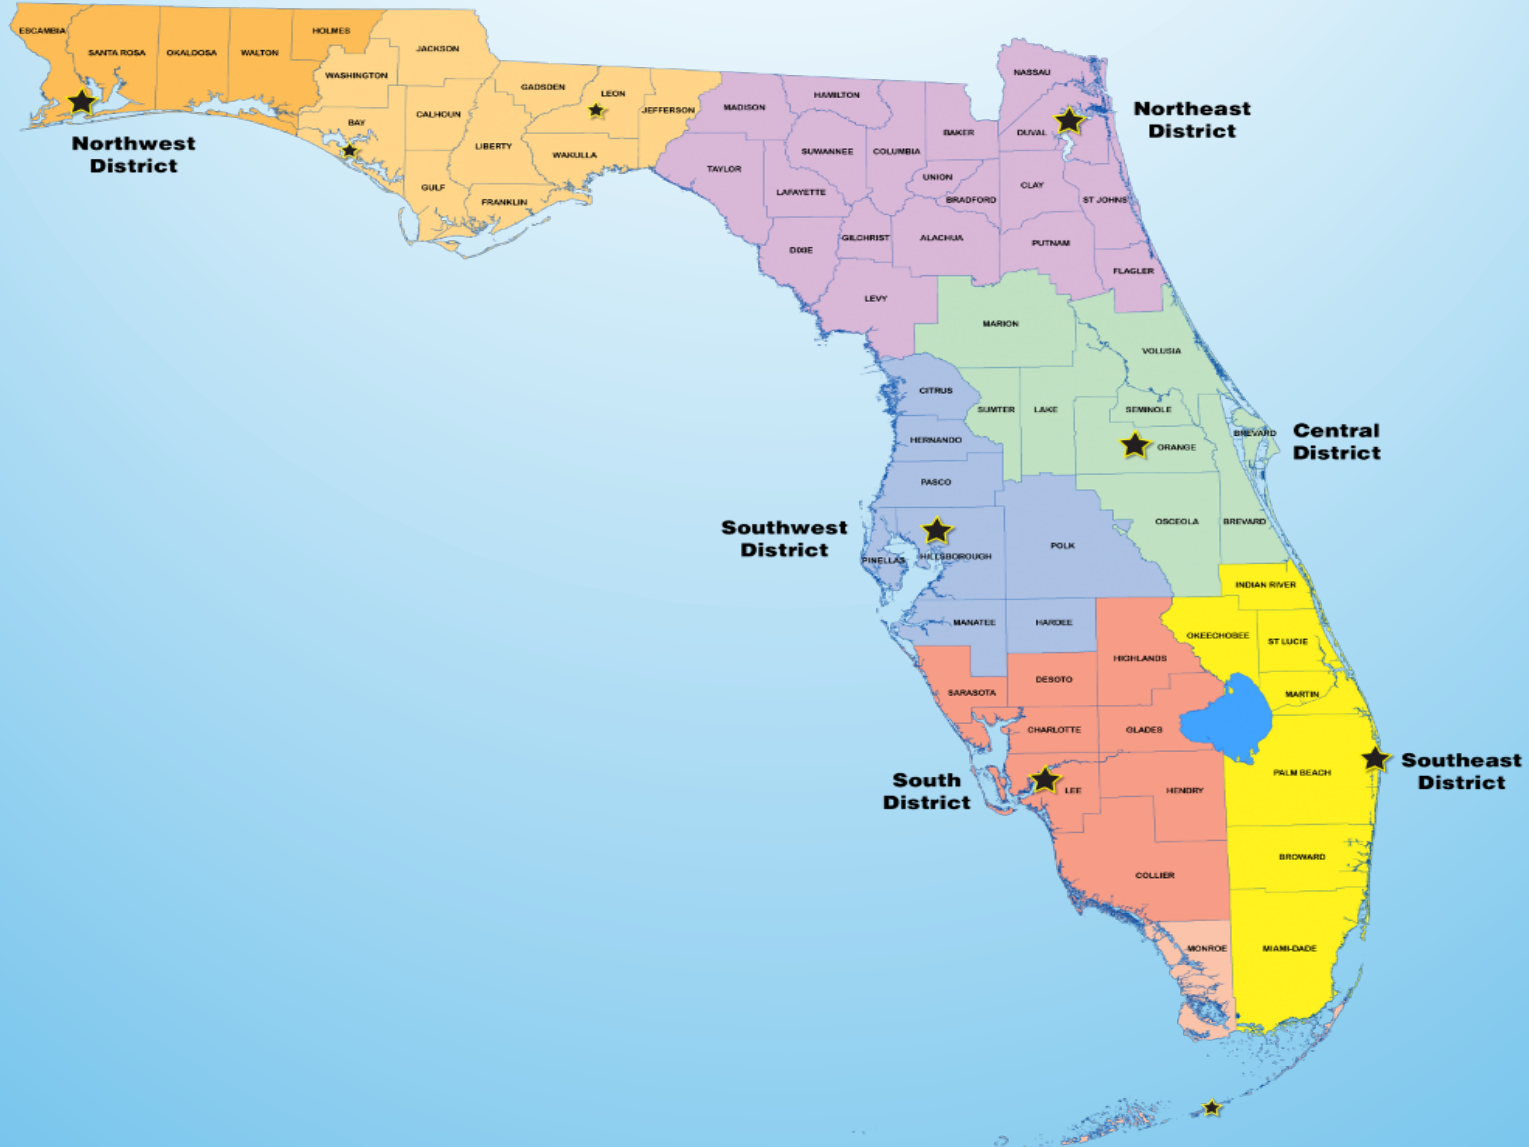 ESCAMBIA
SANTA ROSA
OKALOOSA
WALTON
HOLMES
JACKSON
WASHINGTON
BAY
CALHOUN
GULF
GADSDEN
LIBERTY
FRANKLIN
LEON
WAKULLA
JEFFERSON
Northwest
District
MADISON
HAMILTON
TAYLOR
SUWANNEE
LAFAYETTE
COLUMBIA
BAKER
NASSAU
DUVAL
UNION
BRADFORD
CLAY
ST JOHNS
DIXIE
GILCHRIST
ALACHUA
PUTNAM
FLAGLER
LEVY
Northeast
District
MARION
VOLUSIA
SUMTER
LAKE
SEMINOLE
ORANGE
BREVARD
OSCEOLA
BREVARD
Central
District
CITRUS
HERNANDO
PASCO
PINELLAS
HILLSBOROUGH
POLK
MANATEE
HARDEE
Southwest
District
SARASOTA
DESOTO
HIGHLANDS
CHARLOTTE
GLADES
LEE
HENDRY
COLLIER
MONROE
South
District
INDIAN RIVER
OKEECHOBEE
ST LUCIE
MARTIN
PALM BEACH
BROWARD
MIAMI-DADE
Southeast
District